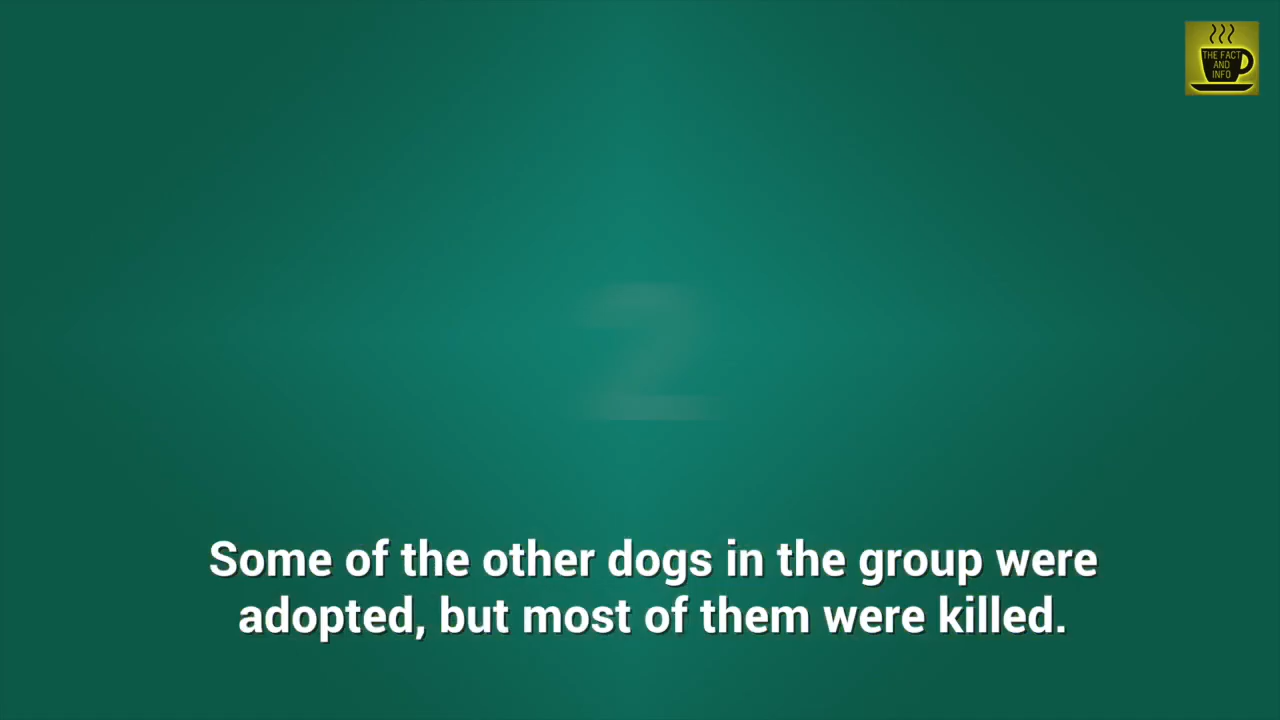 THE FACT
AND
INFO
2
Some of the other dogs in the group were
adopted, but most of them were killed.